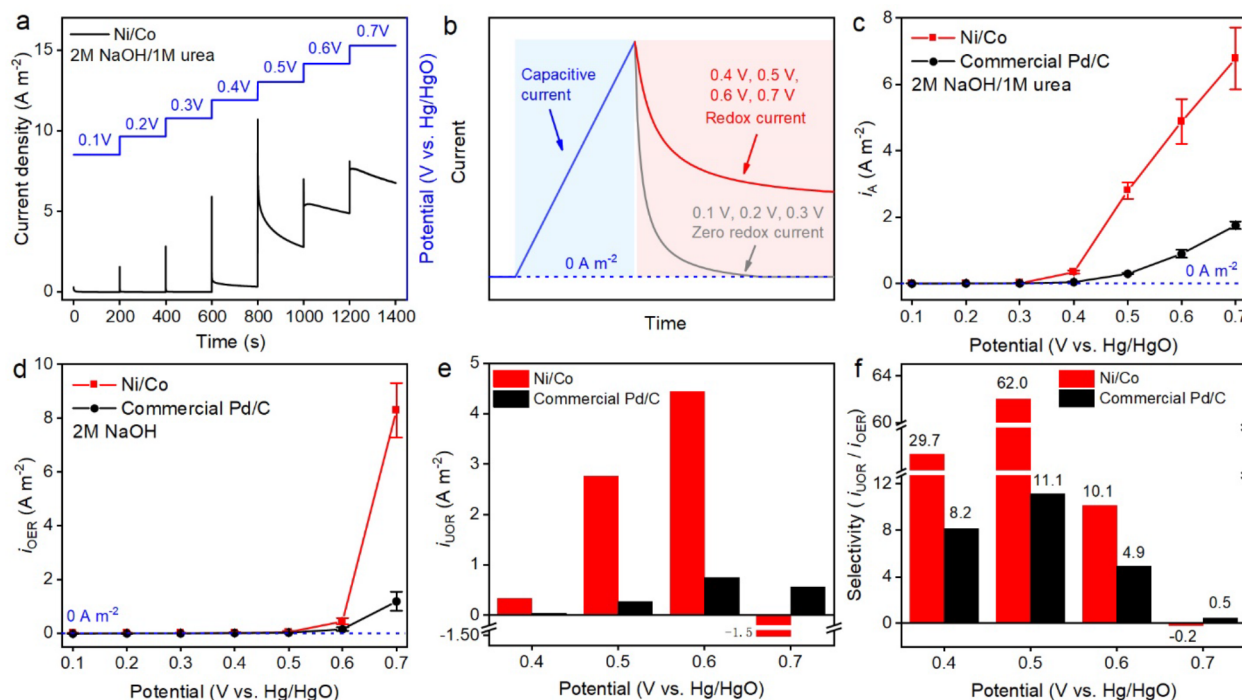 a
Ni/Co
2M NaOH/1M urea
0.1V
0.2V
0.3V
0.4V
0.5V
0.6V
0.7V
15
10
5
0
Current density (A m⁻²)
Potential (V vs. Hg/HgO)
0 200 400 600 800 1000 1200 1400
Time (s)
b
Capacitive
current
0.4 V, 0.5 V,
0.6 V, 0.7 V
Redox current
0.1 V, 0.2 V, 0.3 V
Zero redox current
0 A m⁻²
Current
Time
c
Ni/Co
Commercial Pd/C
2M NaOH/1M urea
8
6
4
2
0
i_A (A m⁻²)
0 A m⁻²
0.1 0.2 0.3 0.4 0.5 0.6 0.7
Potential (V vs. Hg/HgO)
d
Ni/Co
Commercial Pd/C
2M NaOH
10
8
6
4
2
0
i_OER (A m⁻²)
0 A m⁻²
0.1 0.2 0.3 0.4 0.5 0.6 0.7
Potential (V vs. Hg/HgO)
e
Ni/Co
Commercial Pd/C
5
4
3
2
1
0
-1.50
i_UOR (A m⁻²)
-1.5
0.4 0.5 0.6 0.7
Potential (V vs. Hg/HgO)
f
Ni/Co
Commercial Pd/C
64
60
12
8
4
0
Selectivity ( i_UOR / i_OER)
29.7
8.2
62.0
11.1
10.1
4.9
-0.2
0.5
0.4 0.5 0.6 0.7
Potential (V vs. Hg/HgO)